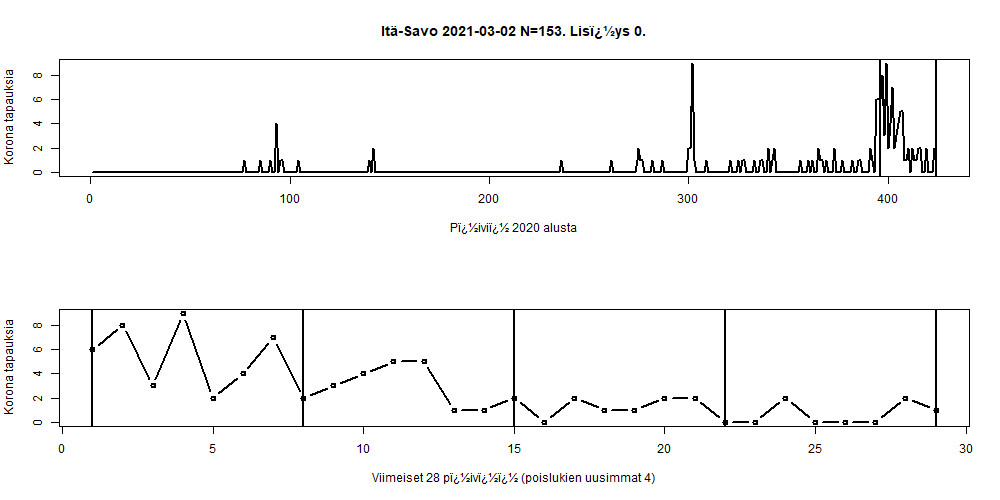 Itä-Savo 2021-03-02 N=153. Lisï¿½ys 0.
Korona tapauksia
8
6
4
2
0
0 100 200 300 400
Pï¿½iviï¿½ 2020 alusta
Korona tapauksia
8
6
4
2
0
0 5 10 15 20 25 30
Viimeiset 28 pï¿½ivï¿½ï¿½ (poislukien uusimmat 4)